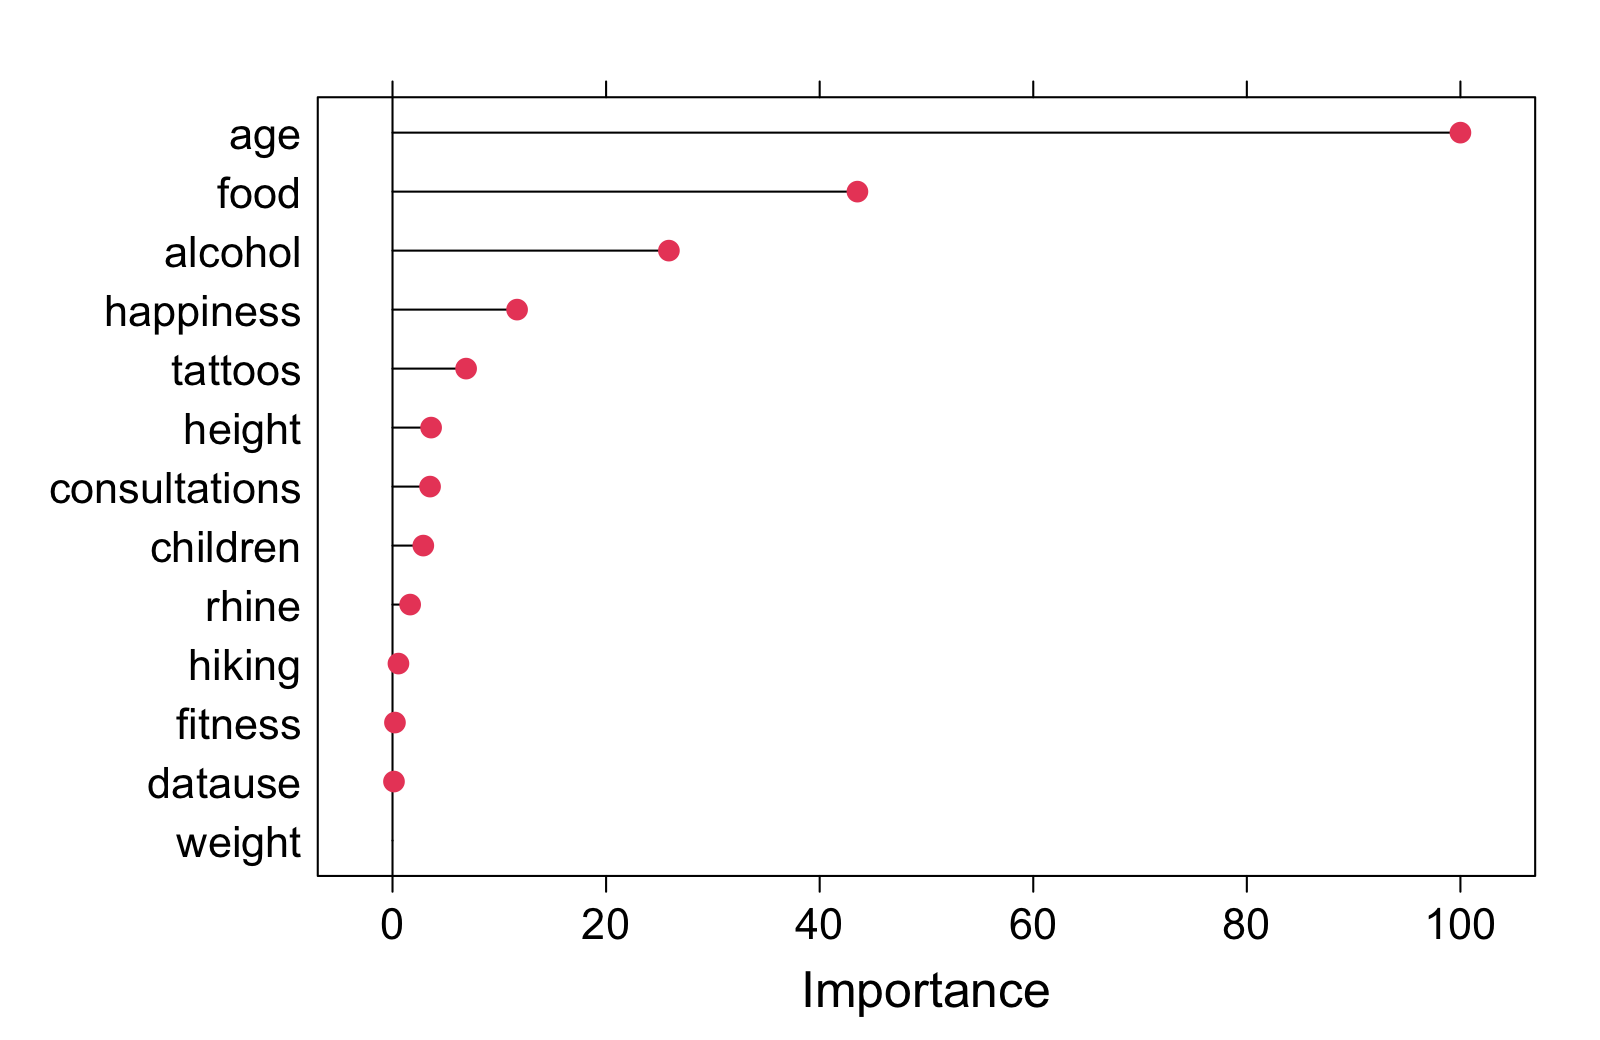 age
food
alcohol
happiness
tattoos
height
consultations
children
rhine
hiking
fitness
datause
weight
0 20 40 60 80 100
Importance